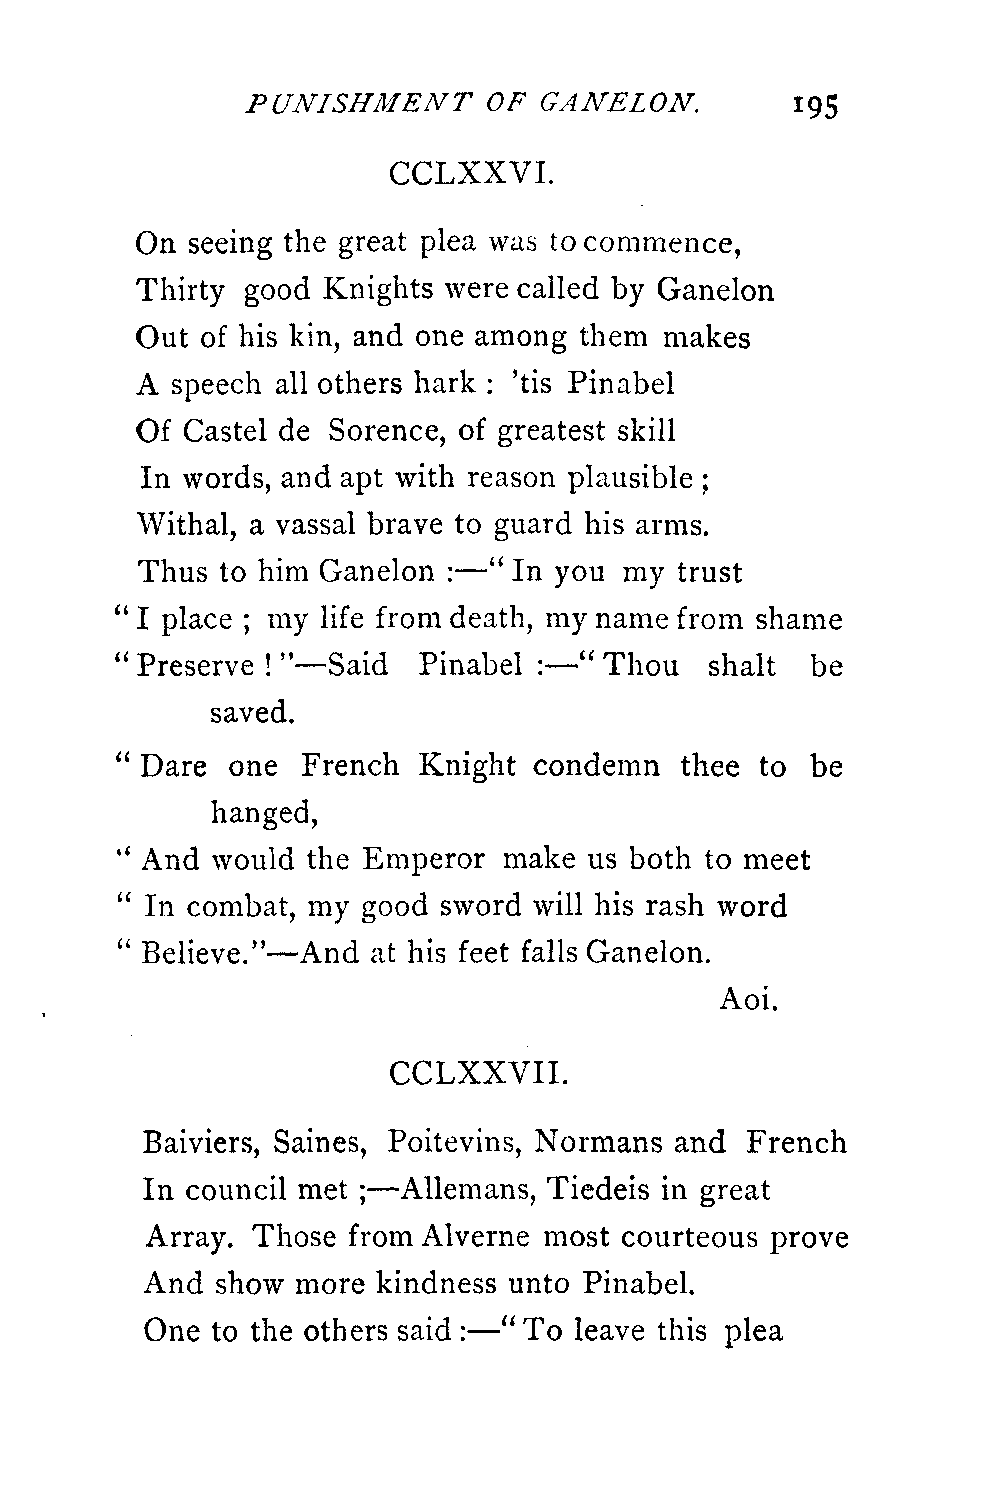 PUNISHMENT OF GANELON. 195
CCLXXVI.
On seeing the great plea was to commence,
Thirty good Knights were called by Ganelon
Out of his kin, and one among them makes
A speech all others hark : 'tis Pinabel
Of Castel de Sorence, of greatest skill
In words, and apt with reason plausible ;
Withal, a vassal brave to guard his arms.
Thus to him Ganelon :—“ In you my trust
“ I place ; my life from death, my name from shame
“ Preserve ! ”—Said Pinabel :—“ Thou shalt be
saved.
“ Dare one French Knight condemn thee to be
hanged,
“ And would the Emperor make us both to meet
“ In combat, my good sword will his rash word
“ Believe.”—And at his feet falls Ganelon.
Aoi.
CCLXXVII.
Baiviers, Saines, Poitevins, Normans and French
In council met ;—Allemans, Tiedeis in great
Array. Those from Alverne most courteous prove
And show more kindness unto Pinabel.
One to the others said :—“ To leave this plea